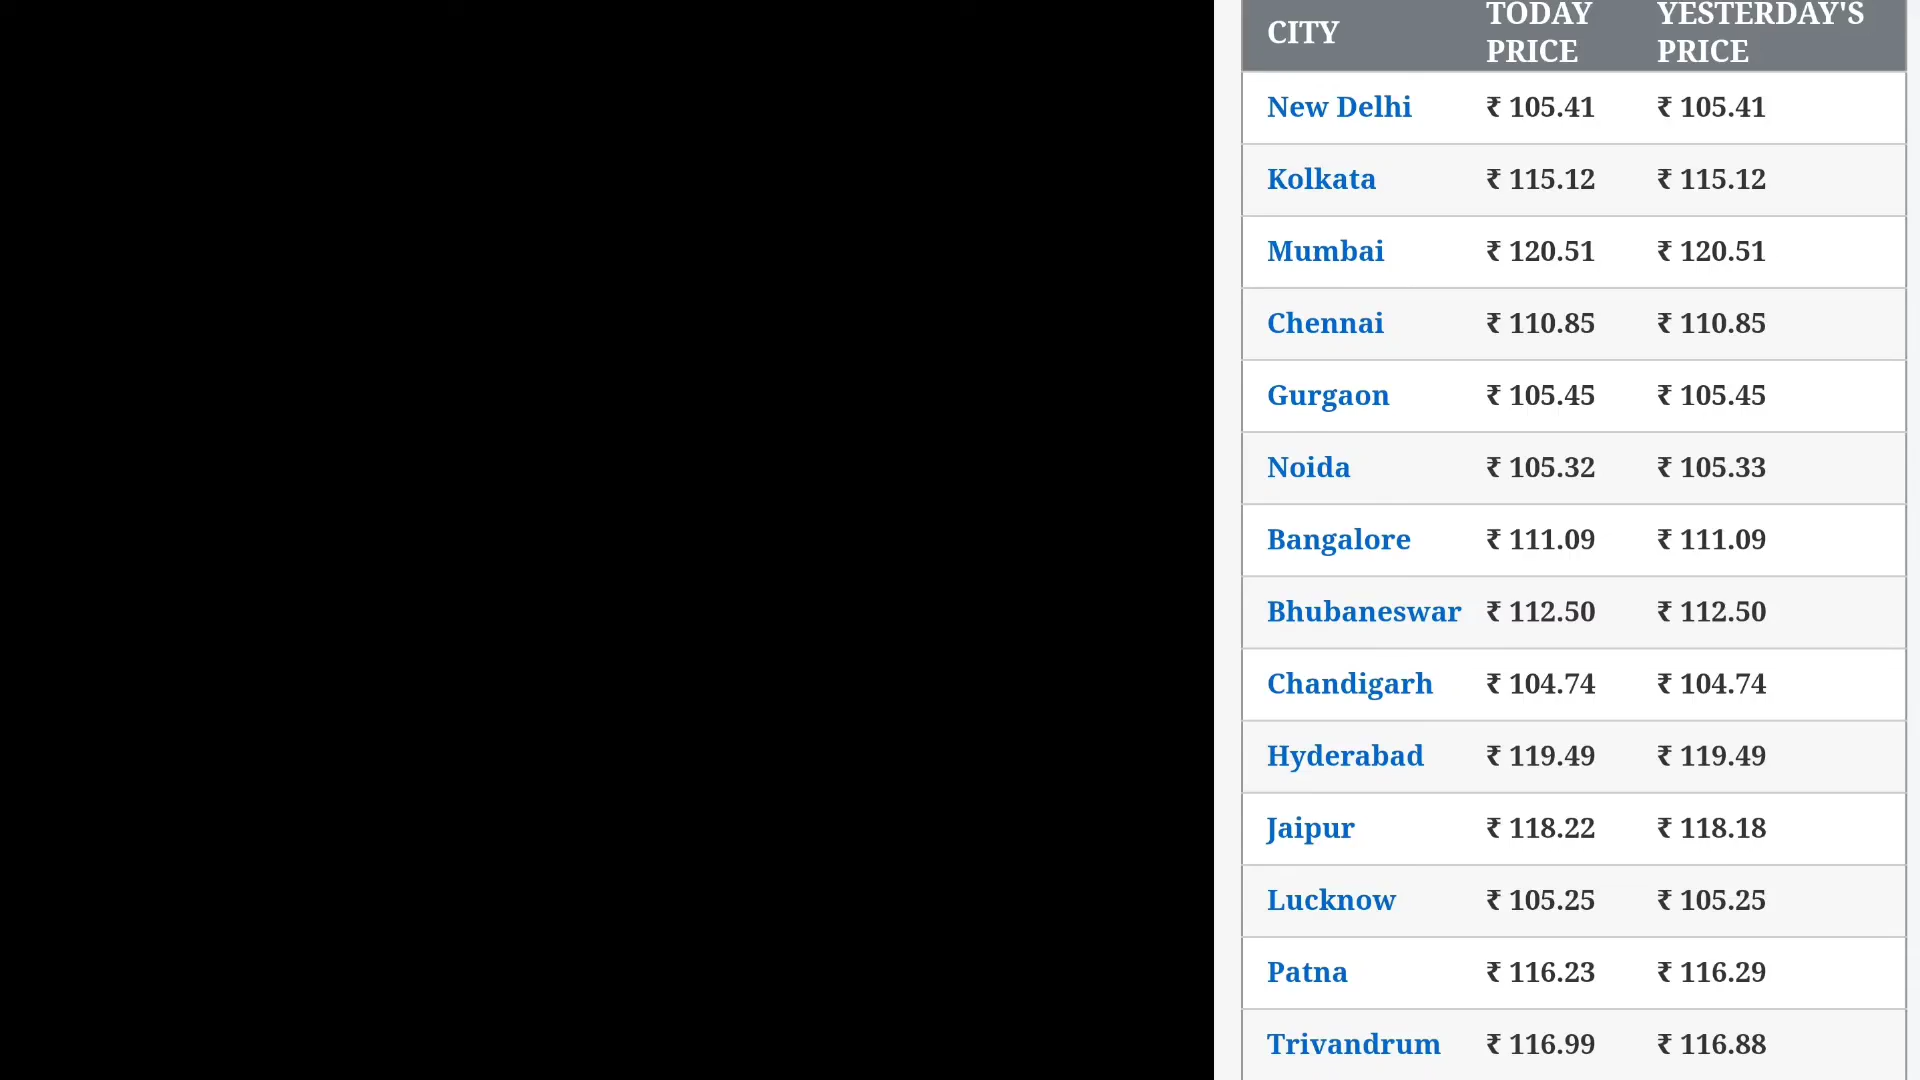 CITY TODAY PRICE YESTERDAY'S PRICE
New Delhi ₹ 105.41 ₹ 105.41
Kolkata ₹ 115.12 ₹ 115.12
Mumbai ₹ 120.51 ₹ 120.51
Chennai ₹ 110.85 ₹ 110.85
Gurgaon ₹ 105.45 ₹ 105.45
Noida ₹ 105.32 ₹ 105.33
Bangalore ₹ 111.09 ₹ 111.09
Bhubaneswar ₹ 112.50 ₹ 112.50
Chandigarh ₹ 104.74 ₹ 104.74
Hyderabad ₹ 119.49 ₹ 119.49
Jaipur ₹ 118.22 ₹ 118.18
Lucknow ₹ 105.25 ₹ 105.25
Patna ₹ 116.23 ₹ 116.29
Trivandrum ₹ 116.99 ₹ 116.88